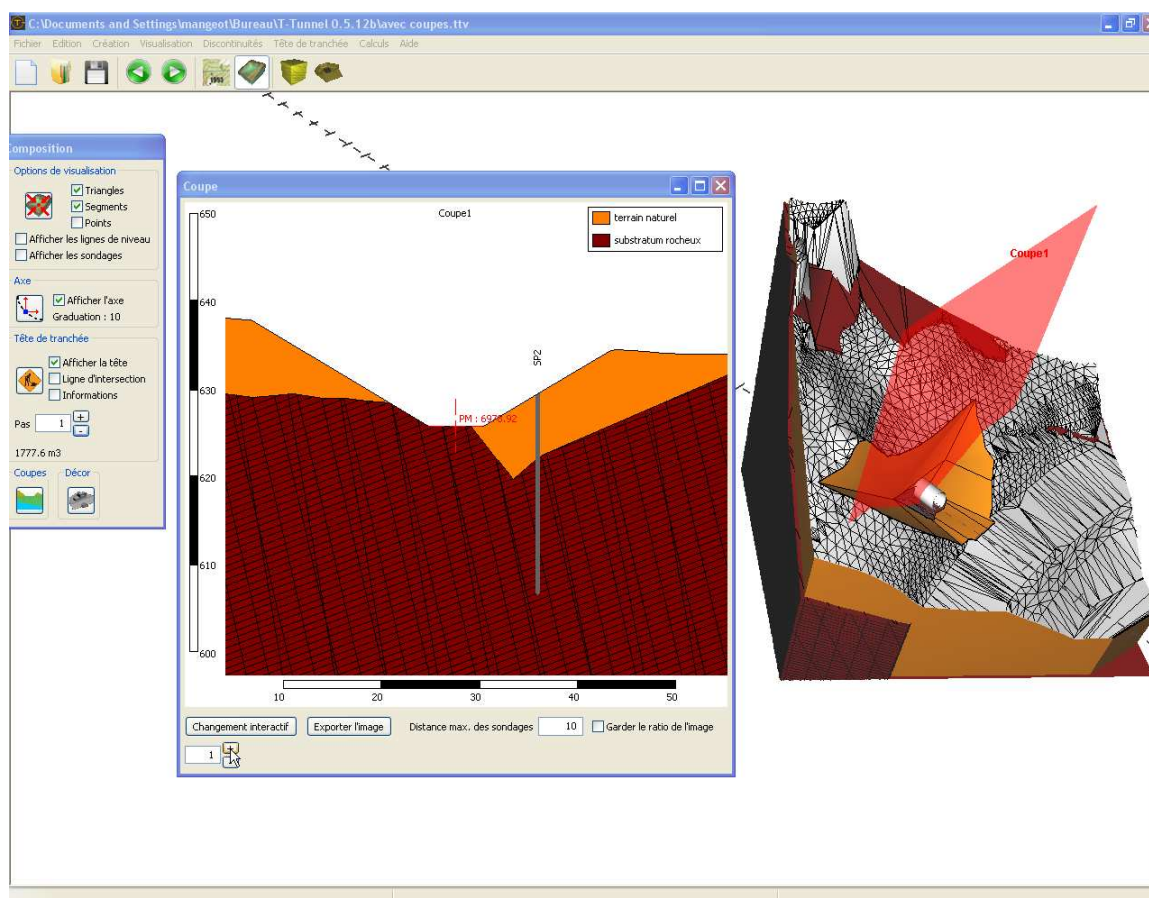 C:\Documents and Settings\mangeot\Bureau\T-Tunnel 0.5.12b\avec coupes.ttv
Fichier Edition Création Visualisation Discontinuités Tête de tranchée Calculs Aide
1993
Composition
Options de visualisation
Triangles
Segments
Points
Afficher les lignes de niveau
Afficher les sondages
Axe
Afficher l'axe
Graduation : 10
Tête de tranchée
Afficher la tête
Ligne d'intersection
Informations
Pas 1
1777.6 m3
Coupes Décor
Coupe
Coupe1
terrain naturel
substratum rocheux
650
640
630
620
610
600
SP2
PM : 6970.92
10 20 30 40 50
Changement interactif Exporter l'image Distance max. des sondages 10 Garder le ratio de l'image
1
Coupe1